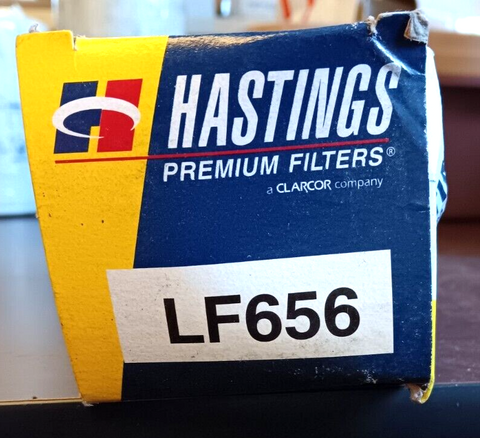 HASTINGS
PREMIUM FILTERS®
a CLARCOR company
LF656